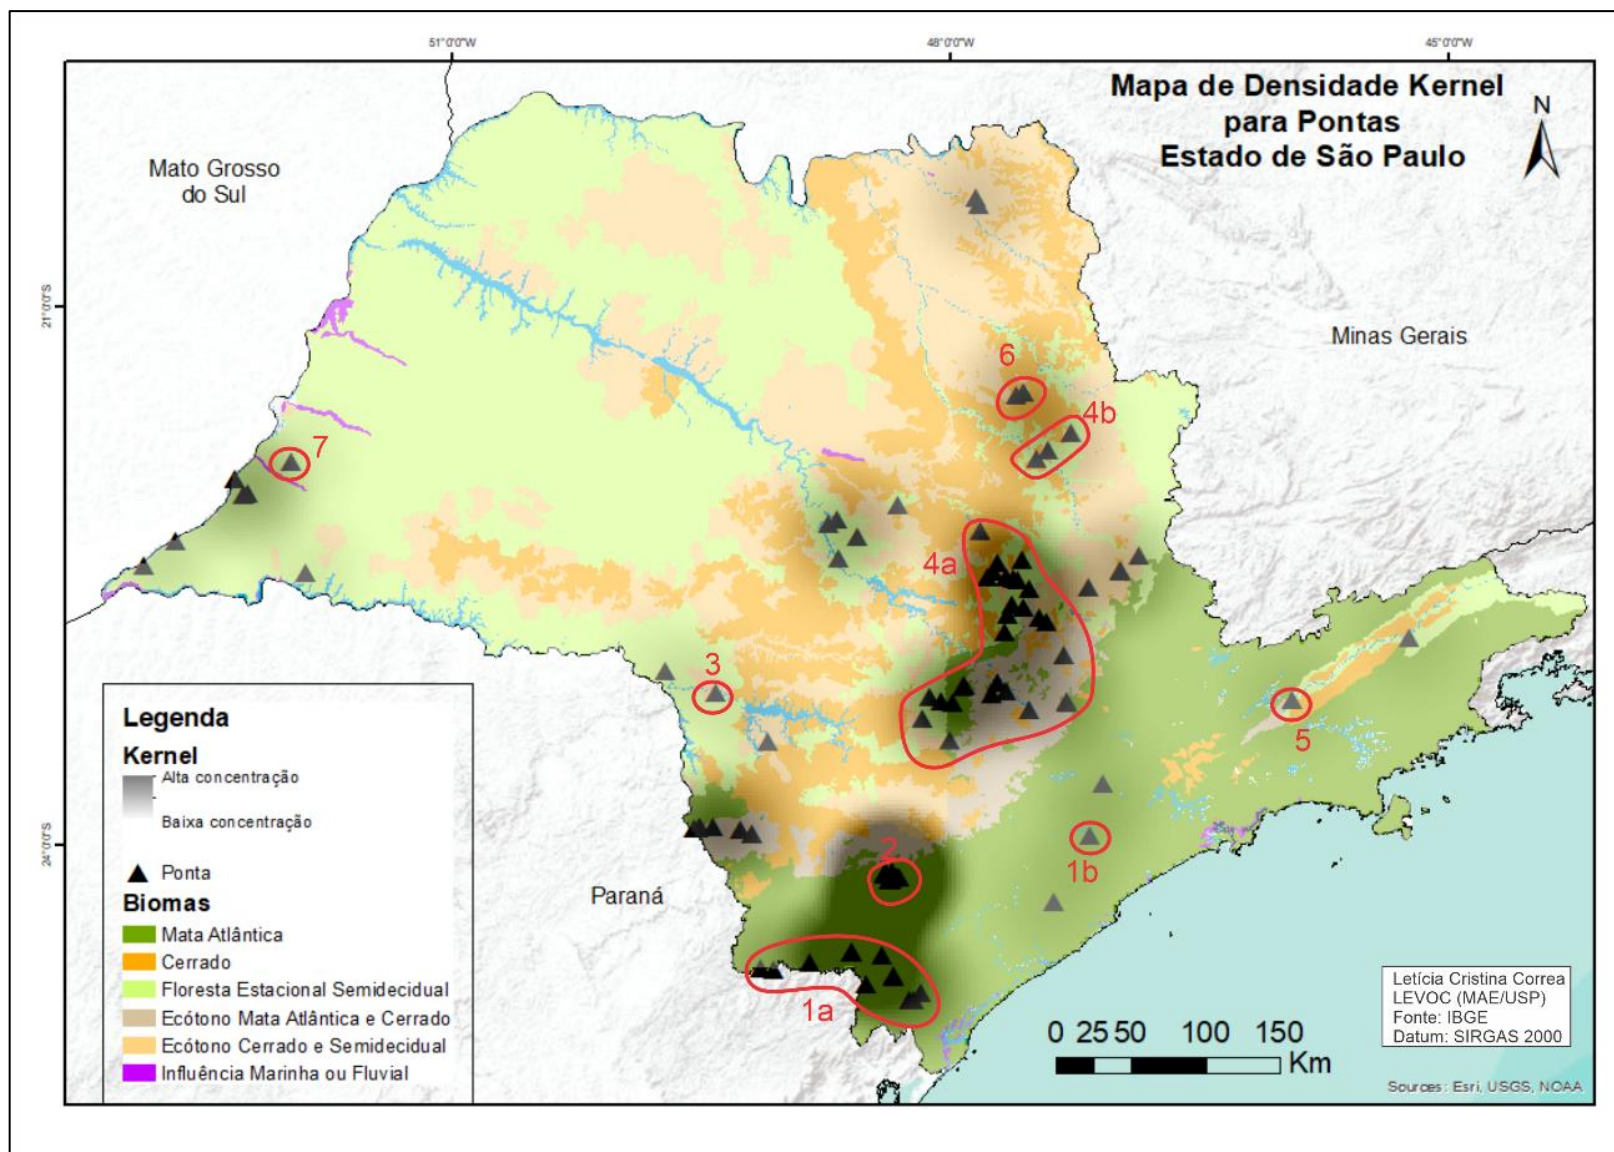 51°0'0"W
48°0'0"W
45°0'0"W
Mapa de Densidade Kernel
para Pontas
Estado de São Paulo
N
Mato Grosso
do Sul
21°0'0"S
Minas Gerais
6
4b
7
4a
3
5
Legenda
Kernel
Alta concentração
Baixa concentração
24°0'0"S
2
1b
Ponta
Paraná
Biomas
Mata Atlântica
Cerrado
Floresta Estacional Semidecidual
Ecótono Mata Atlântica e Cerrado
Ecótono Cerrado e Semidecidual
Influência Marinha ou Fluvial
1a
Letícia Cristina Correa
LEVOC (MAE/USP)
Fonte: IBGE
Datum: SIRGAS 2000
0 25 50 100 150
Km
Sources: Esri, USGS, NOAA